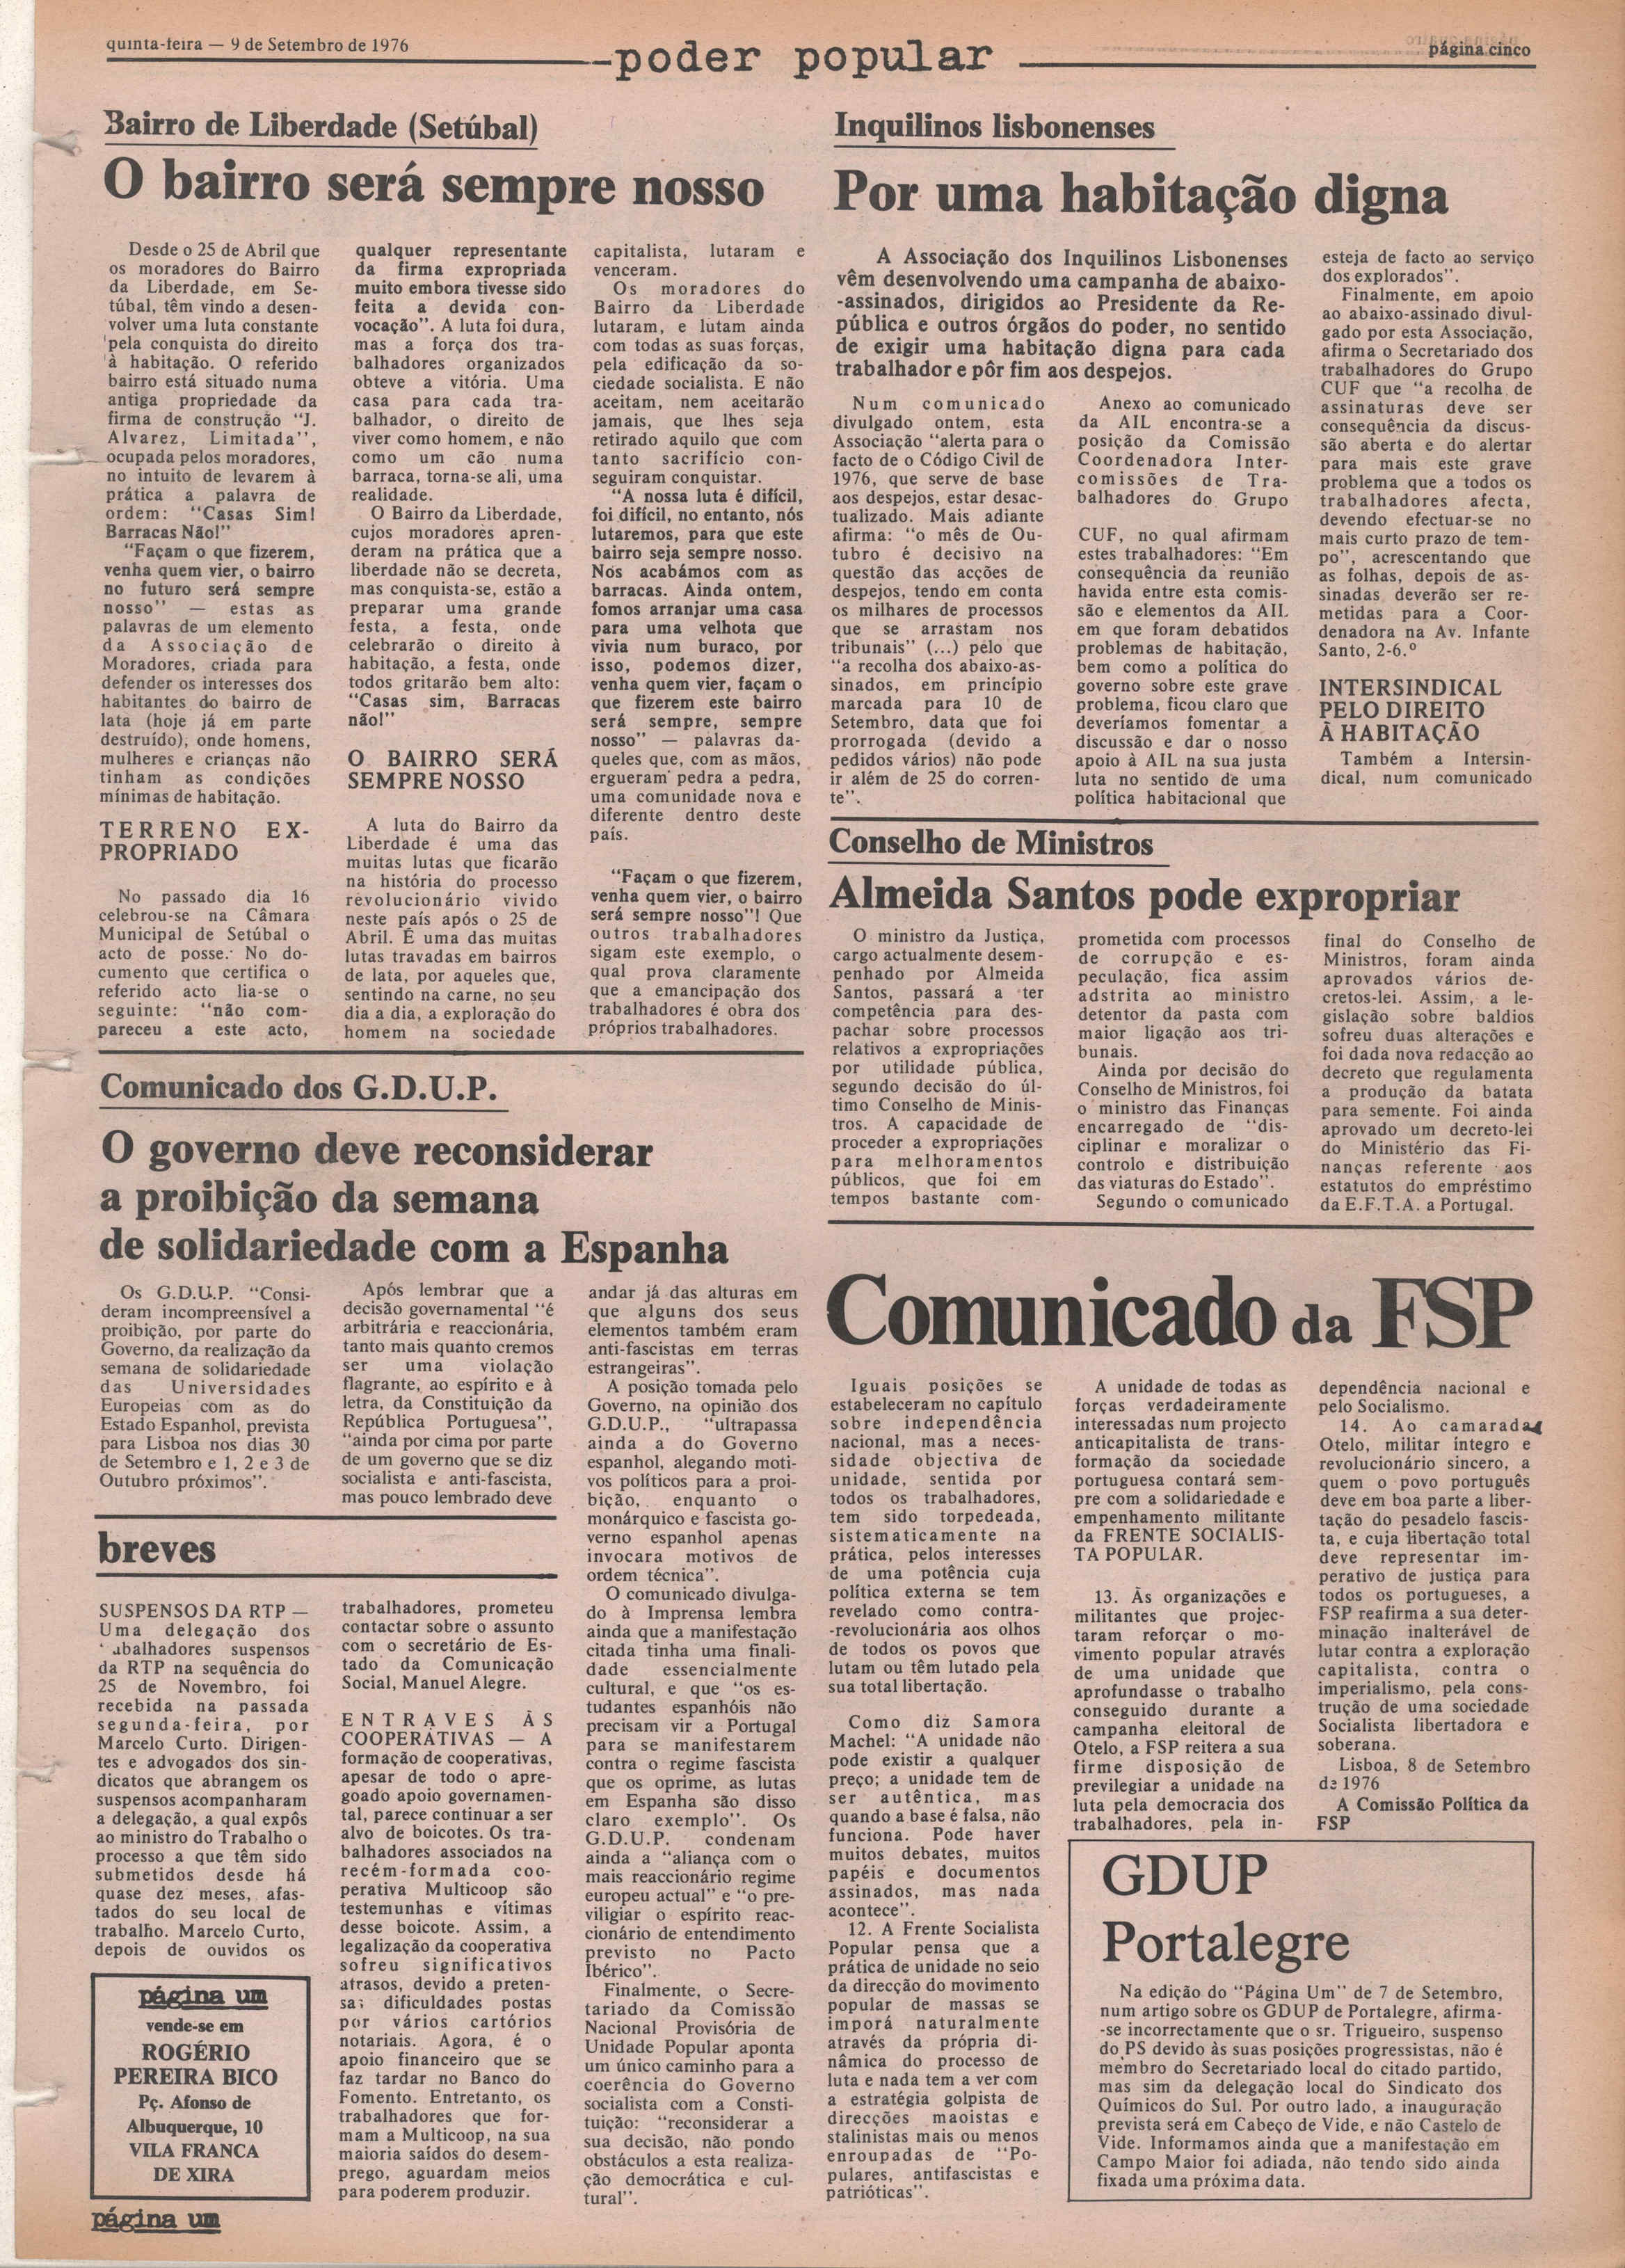 quinta-feira — 9 de Setembro de 1976
poder popular
página cinco
Bairro de Liberdade (Setúbal)
O bairro será sempre nosso
Desde o 25 de Abril que
os moradores do Bairro
da Liberdade, em Se-
túbal, têm vindo a desen-
volver uma luta constante
pela conquista do direito
à habitação. O referido
bairro está situado numa
antiga propriedade da
firma de construção “J.
Alvarez, Limitada”,
ocupada pelos moradores,
no intuito de levarem à
prática a palavra de
ordem: “Casas Sim!
Barracas Não!”
“Façam o que fizerem,
venha quem vier, o bairro
no futuro será sempre
nosso” — estas as
palavras de um elemento
da Associação de
Moradores, criada para
defender os interesses dos
habitantes do bairro de
lata (hoje já em parte
destruído), onde homens,
mulheres e crianças não
tinham as condições
mínimas de habitação.
TERRENO EX-
PROPRIADO
No passado dia 16
celebrou-se na Câmara
Municipal de Setúbal o
acto de posse. No do-
cumento que certifica o
referido acto lia-se o
seguinte: “não com-
pareceu a este acto,
qualquer representante
da firma expropriada
muito embora tivesse sido
feita a devida con-
vocação”. A luta foi dura,
mas a força dos tra-
balhadores organizados
obteve a vitória. Uma
casa para cada tra-
balhador, o direito de
viver como homem, e não
como um cão numa
barraca, torna-se ali, uma
realidade.
O Bairro da Liberdade,
cujos moradores apren-
deram na prática que a
liberdade não se decreta,
mas conquista-se, estão a
preparar uma grande
festa, a festa, onde
celebrarão o direito à
habitação, a festa, onde
todos gritarão bem alto:
“Casas sim, Barracas
não!”
O BAIRRO SERÁ
SEMPRE NOSSO
A luta do Bairro da
Liberdade é uma das
muitas lutas que ficarão
na história do processo
revolucionário vivido
neste país após o 25 de
Abril. É uma das muitas
lutas travadas em bairros
de lata, por aqueles que,
sentindo na carne, no seu
dia a dia, a exploração do
homem na sociedade
capitalista, lutaram e
venceram.
Os moradores do
Bairro da Liberdade
lutaram, e lutam ainda
com todas as suas forças,
pela edificação da so-
ciedade socialista. E não
aceitam, nem aceitarão
jamais, que lhes seja
retirado aquilo que com
tanto sacrifício con-
seguiram conquistar.
“A nossa luta é difícil,
foi difícil, no entanto, nós
lutaremos, para que este
bairro seja sempre nosso.
Nós acabámos com as
barracas. Ainda ontem,
fomos arranjar uma casa
para uma velhota que
vivia num buraco, por
isso, podemos dizer,
venha quem vier, façam o
que fizerem este bairro
será sempre, sempre
nosso” — palavras da-
queles que, com as mãos,
ergueram pedra a pedra,
uma comunidade nova e
diferente dentro deste
país.
“Façam o que fizerem,
venha quem vier, o bairro
será sempre nosso”! Que
outros trabalhadores
sigam este exemplo, o
qual prova claramente
que a emancipação dos
trabalhadores é obra dos
próprios trabalhadores.
Inquilinos lisbonenses
Por uma habitação digna
A Associação dos Inquilinos Lisbonenses
vêm desenvolvendo uma campanha de abaixo-
-assinados, dirigidos ao Presidente da Re-
pública e outros órgãos do poder, no sentido
de exigir uma habitação digna para cada
trabalhador e pôr fim aos despejos.
Num comunicado
divulgado ontem, esta
Associação “alerta para o
facto de o Código Civil de
1976, que serve de base
aos despejos, estar desac-
tualizado. Mais adiante
afirma: “o mês de Ou-
tubro é decisivo na
questão das acções de
despejos, tendo em conta
os milhares de processos
que se arrastam nos
tribunais” (...) pelo que
“a recolha dos abaixo-as-
sinados, em princípio
marcada para 10 de
Setembro, data que foi
prorrogada (devido a
pedidos vários) não pode
ir além de 25 do corren-
te”.
Anexo ao comunicado
da AIL encontra-se a
posição da Comissão
Coordenadora Inter-
comissões de Tra-
balhadores do Grupo
CUF, no qual afirmam
estes trabalhadores: “Em
consequência da reunião
havida entre esta comis-
são e elementos da AIL
em que foram debatidos
problemas de habitação,
bem como a política do
governo sobre este grave
problema, ficou claro que
deveríamos fomentar a
discussão e dar o nosso
apoio à AIL na sua justa
luta no sentido de uma
política habitacional que
esteja de facto ao serviço
dos explorados”.
Finalmente, em apoio
ao abaixo-assinado divul-
gado por esta Associação,
afirma o Secretariado dos
trabalhadores do Grupo
CUF que “a recolha de
assinaturas deve ser
consequência da discus-
são aberta e do alertar
para mais este grave
problema que a todos os
trabalhadores afecta,
devendo efectuar-se no
mais curto prazo de tem-
po”, acrescentando que
as folhas, depois de as-
sinadas deverão ser re-
metidas para a Coor-
denadora na Av. Infante
Santo, 2-6.º
INTERSINDICAL
PELO DIREITO
À HABITAÇÃO
Também a Intersin-
dical, num comunicado
Conselho de Ministros
Almeida Santos pode expropriar
O ministro da Justiça,
cargo actualmente desem-
penhado por Almeida
Santos, passará a ter
competência para des-
pachar sobre processos
relativos a expropriações
por utilidade pública,
segundo decisão do úl-
timo Conselho de Minis-
tros. A capacidade de
proceder a expropriações
para melhoramentos
públicos, que foi em
tempos bastante com-
prometida com processos
de corrupção e es-
peculação, fica assim
adstrita ao ministro
detentor da pasta com
maior ligação aos tri-
bunais.
Ainda por decisão do
Conselho de Ministros, foi
o ministro das Finanças
encarregado de “dis-
ciplinar e moralizar o
controlo e distribuição
das viaturas do Estado”.
Segundo o comunicado
final do Conselho de
Ministros, foram ainda
aprovados vários de-
cretos-lei. Assim, a le-
gislação sobre baldios
sofreu duas alterações e
foi dada nova redacção ao
decreto que regulamenta
a produção da batata
para semente. Foi ainda
aprovado um decreto-lei
do Ministério das Fi-
nanças referente aos
estatutos do empréstimo
da E.F.T.A. a Portugal.
Comunicado dos G.D.U.P.
O governo deve reconsiderar
a proibição da semana
de solidariedade com a Espanha
Os G.D.U.P. “Consi-
deram incompreensível a
proibição, por parte do
Governo, da realização da
semana de solidariedade
das Universidades
Europeias com as do
Estado Espanhol, prevista
para Lisboa nos dias 30
de Setembro e 1, 2 e 3 de
Outubro próximos”.
Após lembrar que a
decisão governamental “é
arbitrária e reaccionária,
tanto mais quanto cremos
ser uma violação
flagrante, ao espírito e à
letra, da Constituição da
República Portuguesa”,
“ainda por cima por parte
de um governo que se diz
socialista e anti-fascista,
mas pouco lembrado deve
andar já das alturas em
que alguns dos seus
elementos também eram
anti-fascistas em terras
estrangeiras”.
A posição tomada pelo
Governo, na opinião dos
G.D.U.P., “ultrapassa
ainda a do Governo
espanhol, alegando moti-
vos políticos para a proi-
bição, enquanto o
monárquico e fascista go-
verno espanhol apenas
invocara motivos de
ordem técnica”.
O comunicado divulga-
do à Imprensa lembra
ainda que a manifestação
citada tinha uma finali-
dade essencialmente
cultural, e que “os es-
tudantes espanhóis não
precisam vir a Portugal
para se manifestarem
contra o regime fascista
que os oprime, as lutas
em Espanha são disso
claro exemplo”. Os
G.D.U.P. condenam
ainda a “aliança com o
mais reaccionário regime
europeu actual” e “o pre-
viligiar o espírito reac-
cionário de entendimento
previsto no Pacto
Ibérico”.
Finalmente, o Secre-
tariado da Comissão
Nacional Provisória de
Unidade Popular aponta
um único caminho para a
coerência do Governo
socialista com a Consti-
tuição: “reconsiderar a
sua decisão, não pondo
obstáculos a esta realiza-
ção democrática e cul-
tural”.
breves
SUSPENSOS DA RTP —
Uma delegação dos
abalhadores suspensos
da RTP na sequência do
25 de Novembro, foi
recebida na passada
segunda-feira, por
Marcelo Curto. Dirigen-
tes e advogados dos sin-
dicatos que abrangem os
suspensos acompanharam
a delegação, a qual expôs
ao ministro do Trabalho o
processo a que têm sido
submetidos desde há
quase dez meses, afas-
tados do seu local de
trabalho. Marcelo Curto,
depois de ouvidos os
trabalhadores, prometeu
contactar sobre o assunto
com o secretário de Es-
tado da Comunicação
Social, Manuel Alegre.
ENTRAVES ÀS
COOPERATIVAS — A
formação de cooperativas,
apesar de todo o apre-
goado apoio governamen-
tal, parece continuar a ser
alvo de boicotes. Os tra-
balhadores associados na
recém-formada coo-
perativa Multicoop são
testemunhas e vítimas
desse boicote. Assim, a
legalização da cooperativa
sofreu significativos
atrasos, devido a preten-
sas dificuldades postas
por vários cartórios
notariais. Agora, é o
apoio financeiro que se
faz tardar no Banco do
Fomento. Entretanto, os
trabalhadores que for-
mam a Multicoop, na sua
maioria saídos do desem-
prego, aguardam meios
para poderem produzir.
página um
vende-se em
ROGÉRIO
PEREIRA BICO
Pç. Afonso de
Albuquerque, 10
VILA FRANCA
DE XIRA
página um
Comunicado da FSP
Iguais posições se
estabeleceram no capítulo
sobre independência
nacional, mas a neces-
sidade objectiva de
unidade, sentida por
todos os trabalhadores,
tem sido torpedeada,
sistematicamente na
prática, pelos interesses
de uma potência cuja
política externa se tem
revelado como contra-
-revolucionária aos olhos
de todos os povos que
lutam ou têm lutado pela
sua total libertação.
Como diz Samora
Machel: “A unidade não
pode existir a qualquer
preço; a unidade tem de
ser autêntica, mas
quando a base é falsa, não
funciona. Pode haver
muitos debates, muitos
papéis e documentos
assinados, mas nada
acontece”.
12. A Frente Socialista
Popular pensa que a
prática de unidade no seio
da direcção do movimento
popular de massas se
imporá naturalmente
através da própria di-
nâmica do processo de
luta e nada tem a ver com
a estratégia golpista de
direcções maoistas e
stalinistas mais ou menos
enroupadas de “Po-
pulares, antifascistas e
patrióticas”.
A unidade de todas as
forças verdadeiramente
interessadas num projecto
anticapitalista de trans-
formação da sociedade
portuguesa contará sem-
pre com a solidariedade e
empenhamento militante
da FRENTE SOCIALIS-
TA POPULAR.
13. Às organizações e
militantes que projec-
taram reforçar o mo-
vimento popular através
de uma unidade que
aprofundasse o trabalho
conseguido durante a
campanha eleitoral de
Otelo, a FSP reitera a sua
firme disposição de
previlegiar a unidade na
luta pela democracia dos
trabalhadores, pela in-
dependência nacional e
pelo Socialismo.
14. Ao camarada
Otelo, militar íntegro e
revolucionário sincero, a
quem o povo português
deve em boa parte a liber-
tação do pesadelo fascis-
ta, e cuja libertação total
deve representar im-
perativo de justiça para
todos os portugueses, a
FSP reafirma a sua deter-
minação inalterável de
lutar contra a exploração
capitalista, contra o
imperialismo, pela cons-
trução de uma sociedade
Socialista libertadora e
soberana.
Lisboa, 8 de Setembro
de 1976
A Comissão Política da
FSP
GDUP
Portalegre
Na edição do “Página Um” de 7 de Setembro,
num artigo sobre os GDUP de Portalegre, afirma-
-se incorrectamente que o sr. Trigueiro, suspenso
do PS devido às suas posições progressistas, não é
membro do Secretariado local do citado partido,
mas sim da delegação local do Sindicato dos
Químicos do Sul. Por outro lado, a inauguração
prevista será em Cabeço de Vide, e não Castelo de
Vide. Informamos ainda que a manifestação em
Campo Maior foi adiada, não tendo sido ainda
fixada uma próxima data.